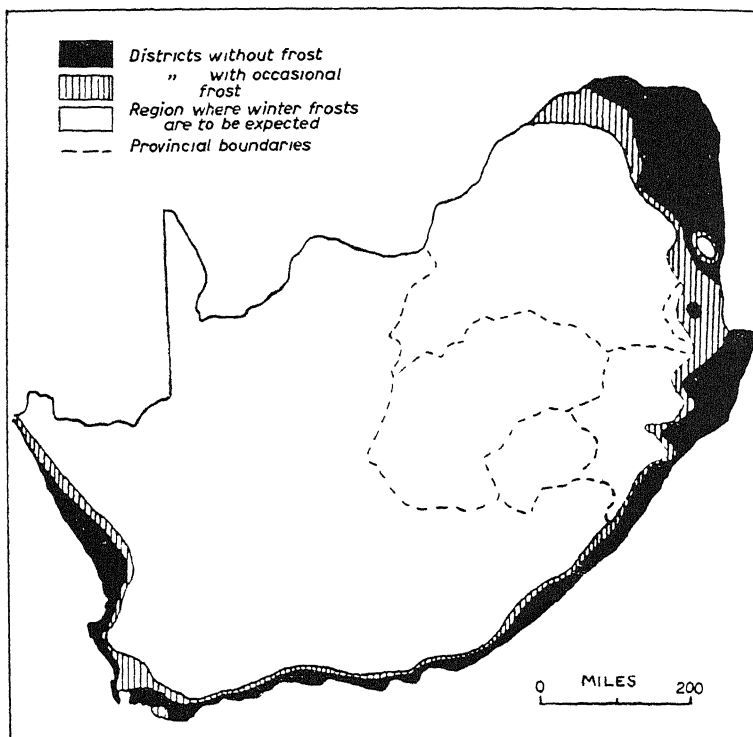 Districts without frost
" with occasional
frost
Region where winter frosts
are to be expected
Provincial boundaries
MILES
0 200